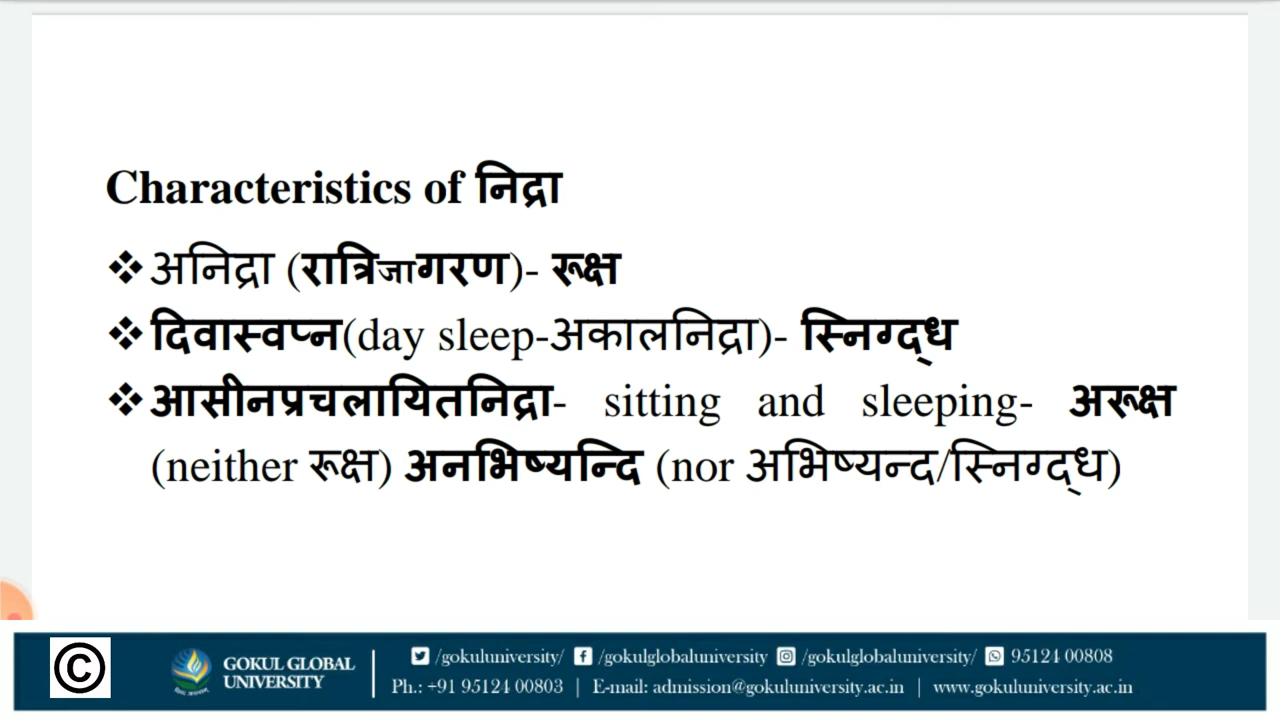 Characteristics of निद्रा
❖अनिद्रा (रात्रिजागरण)- रूक्ष
❖दिवास्वप्न(day sleep-अकालनिद्रा)- स्निग्द्ध
❖आसीनप्रचलायितनिद्रा- sitting and sleeping- अरूक्ष
(neither रूक्ष) अनभिष्यन्दि (nor अभिष्यन्द/स्निग्द्ध)
©
GOKUL GLOBAL
UNIVERSITY
/gokuluniversity/ /gokulglobaluniversity /gokulglobaluniversity/ 95124 00808
Ph.: +91 95124 00803 | E-mail: admission@gokuluniversity.ac.in | www.gokuluniversity.ac.in